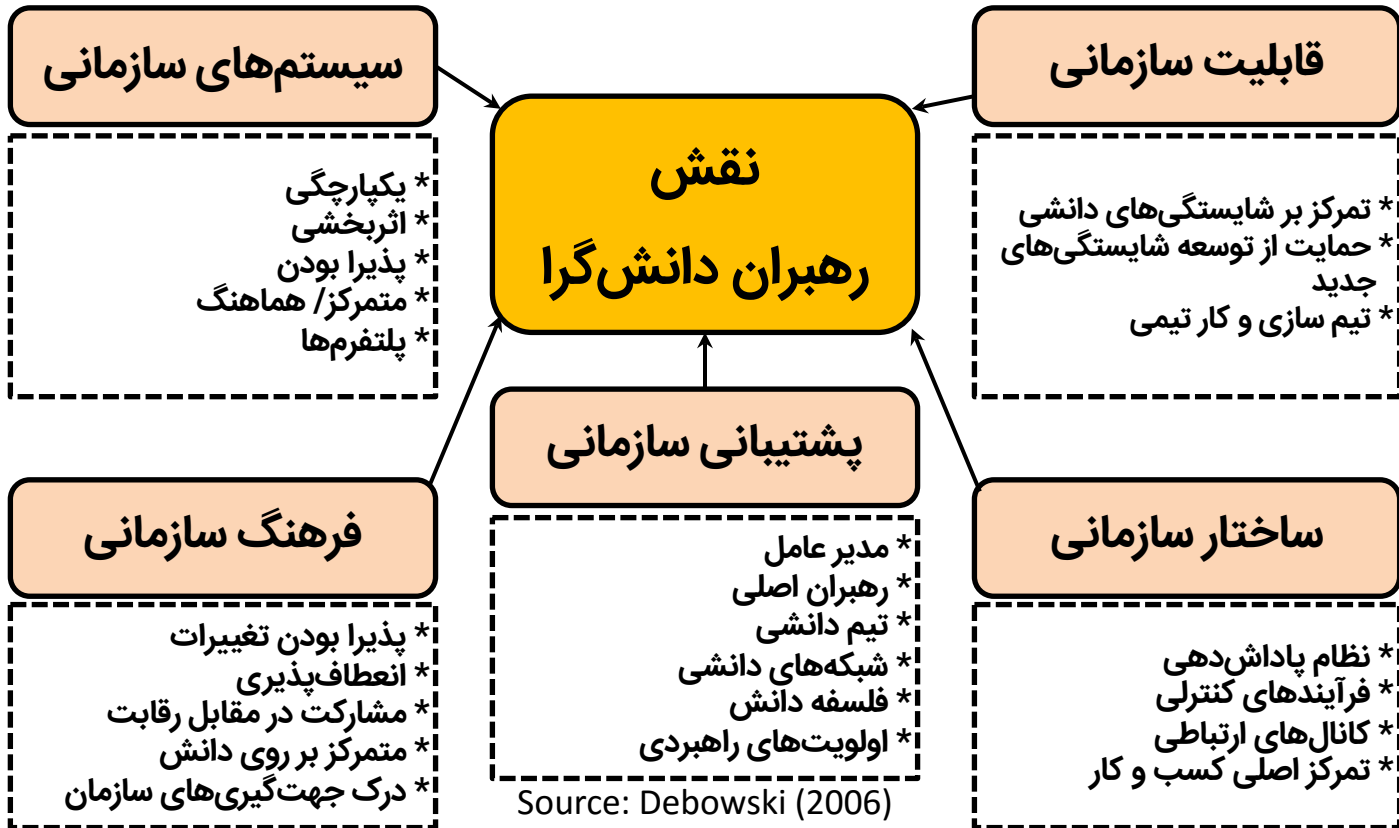 قابلیت سازمانی
* تمرکز بر شایستگی‌های دانشی
* حمایت از توسعه شایستگی‌های
جدید
* تیم سازی و کار تیمی
نقش
رهبران دانش‌گرا
سیستم‌های سازمانی
* یکپارچگی
* اثربخشی
* پذیرا بودن
* متمرکز/ هماهنگ
* پلتفرم‌ها
ساختار سازمانی
* نظام پاداش‌دهی
* فرآیندهای کنترلی
* کانال‌های ارتباطی
* تمرکز اصلی کسب و کار
پشتیبانی سازمانی
* مدیر عامل
* رهبران اصلی
* تیم دانشی
* شبکه‌های دانشی
* فلسفه دانش
* اولویت‌های راهبردی
فرهنگ سازمانی
* پذیرا بودن تغییرات
* انعطاف‌پذیری
* مشارکت در مقابل رقابت
* متمرکز بر روی دانش
* درک جهت‌گیری‌های سازمان
Source: Debowski (2006)